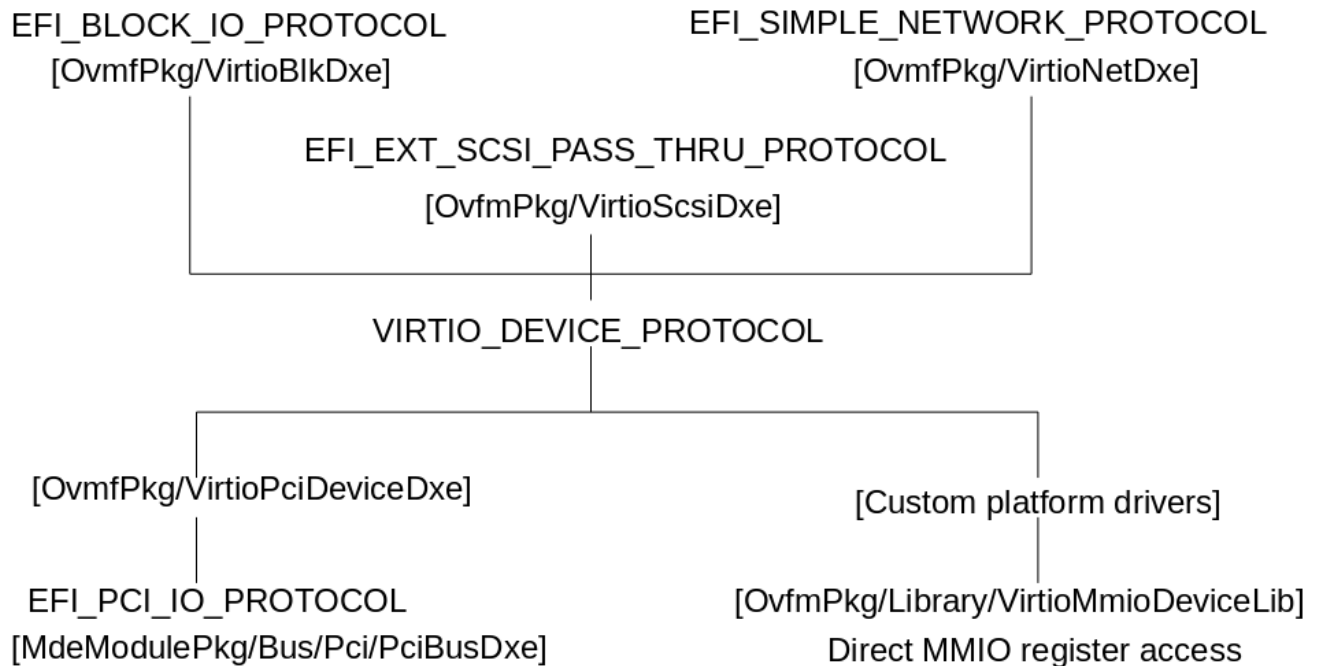 EFI_BLOCK_IO_PROTOCOL
[OvmfPkg/VirtioBlkDxe]
EFI_SIMPLE_NETWORK_PROTOCOL
[OvmfPkg/VirtioNetDxe]
EFI_EXT_SCSI_PASS_THRU_PROTOCOL
[OvfmPkg/VirtioScsiDxe]
VIRTIO_DEVICE_PROTOCOL
[OvmfPkg/VirtioPciDeviceDxe]
EFI_PCI_IO_PROTOCOL
[MdeModulePkg/Bus/Pci/PciBusDxe]
[Custom platform drivers]
[OvfmPkg/Library/VirtioMmioDeviceLib]
Direct MMIO register access